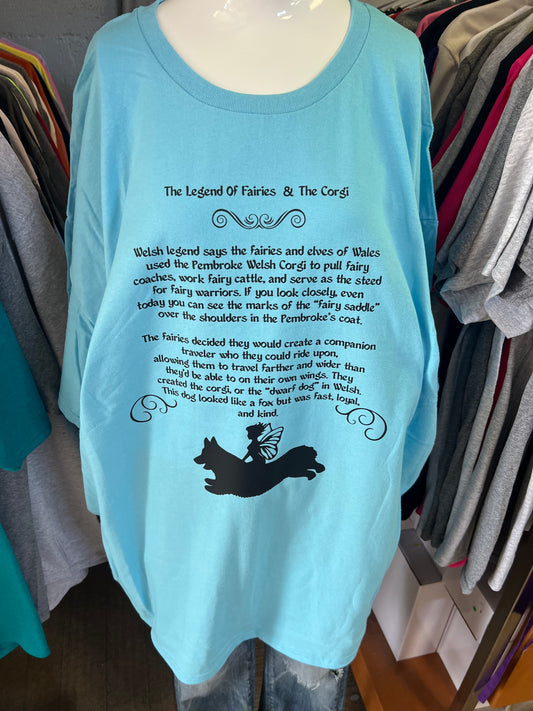 The Legend Of Fairies & The Corgi
Welsh legend says the fairies and elves of Wales
used the Pembroke Welsh Corgi to pull fairy
coaches, work fairy cattle, and serve as the steed
for fairy warriors. If you look closely, even
today you can see the marks of the "fairy saddle"
over the shoulders in the Pembroke's coat.
The fairies decided they would create a companion
traveler who they could ride upon,
allowing them to travel farther and wider than
they'd be able to on their own wings. They
created the corgi, or the "dwarf dog" in Welsh.
This dog looked like a fox but was fast, loyal,
and kind.